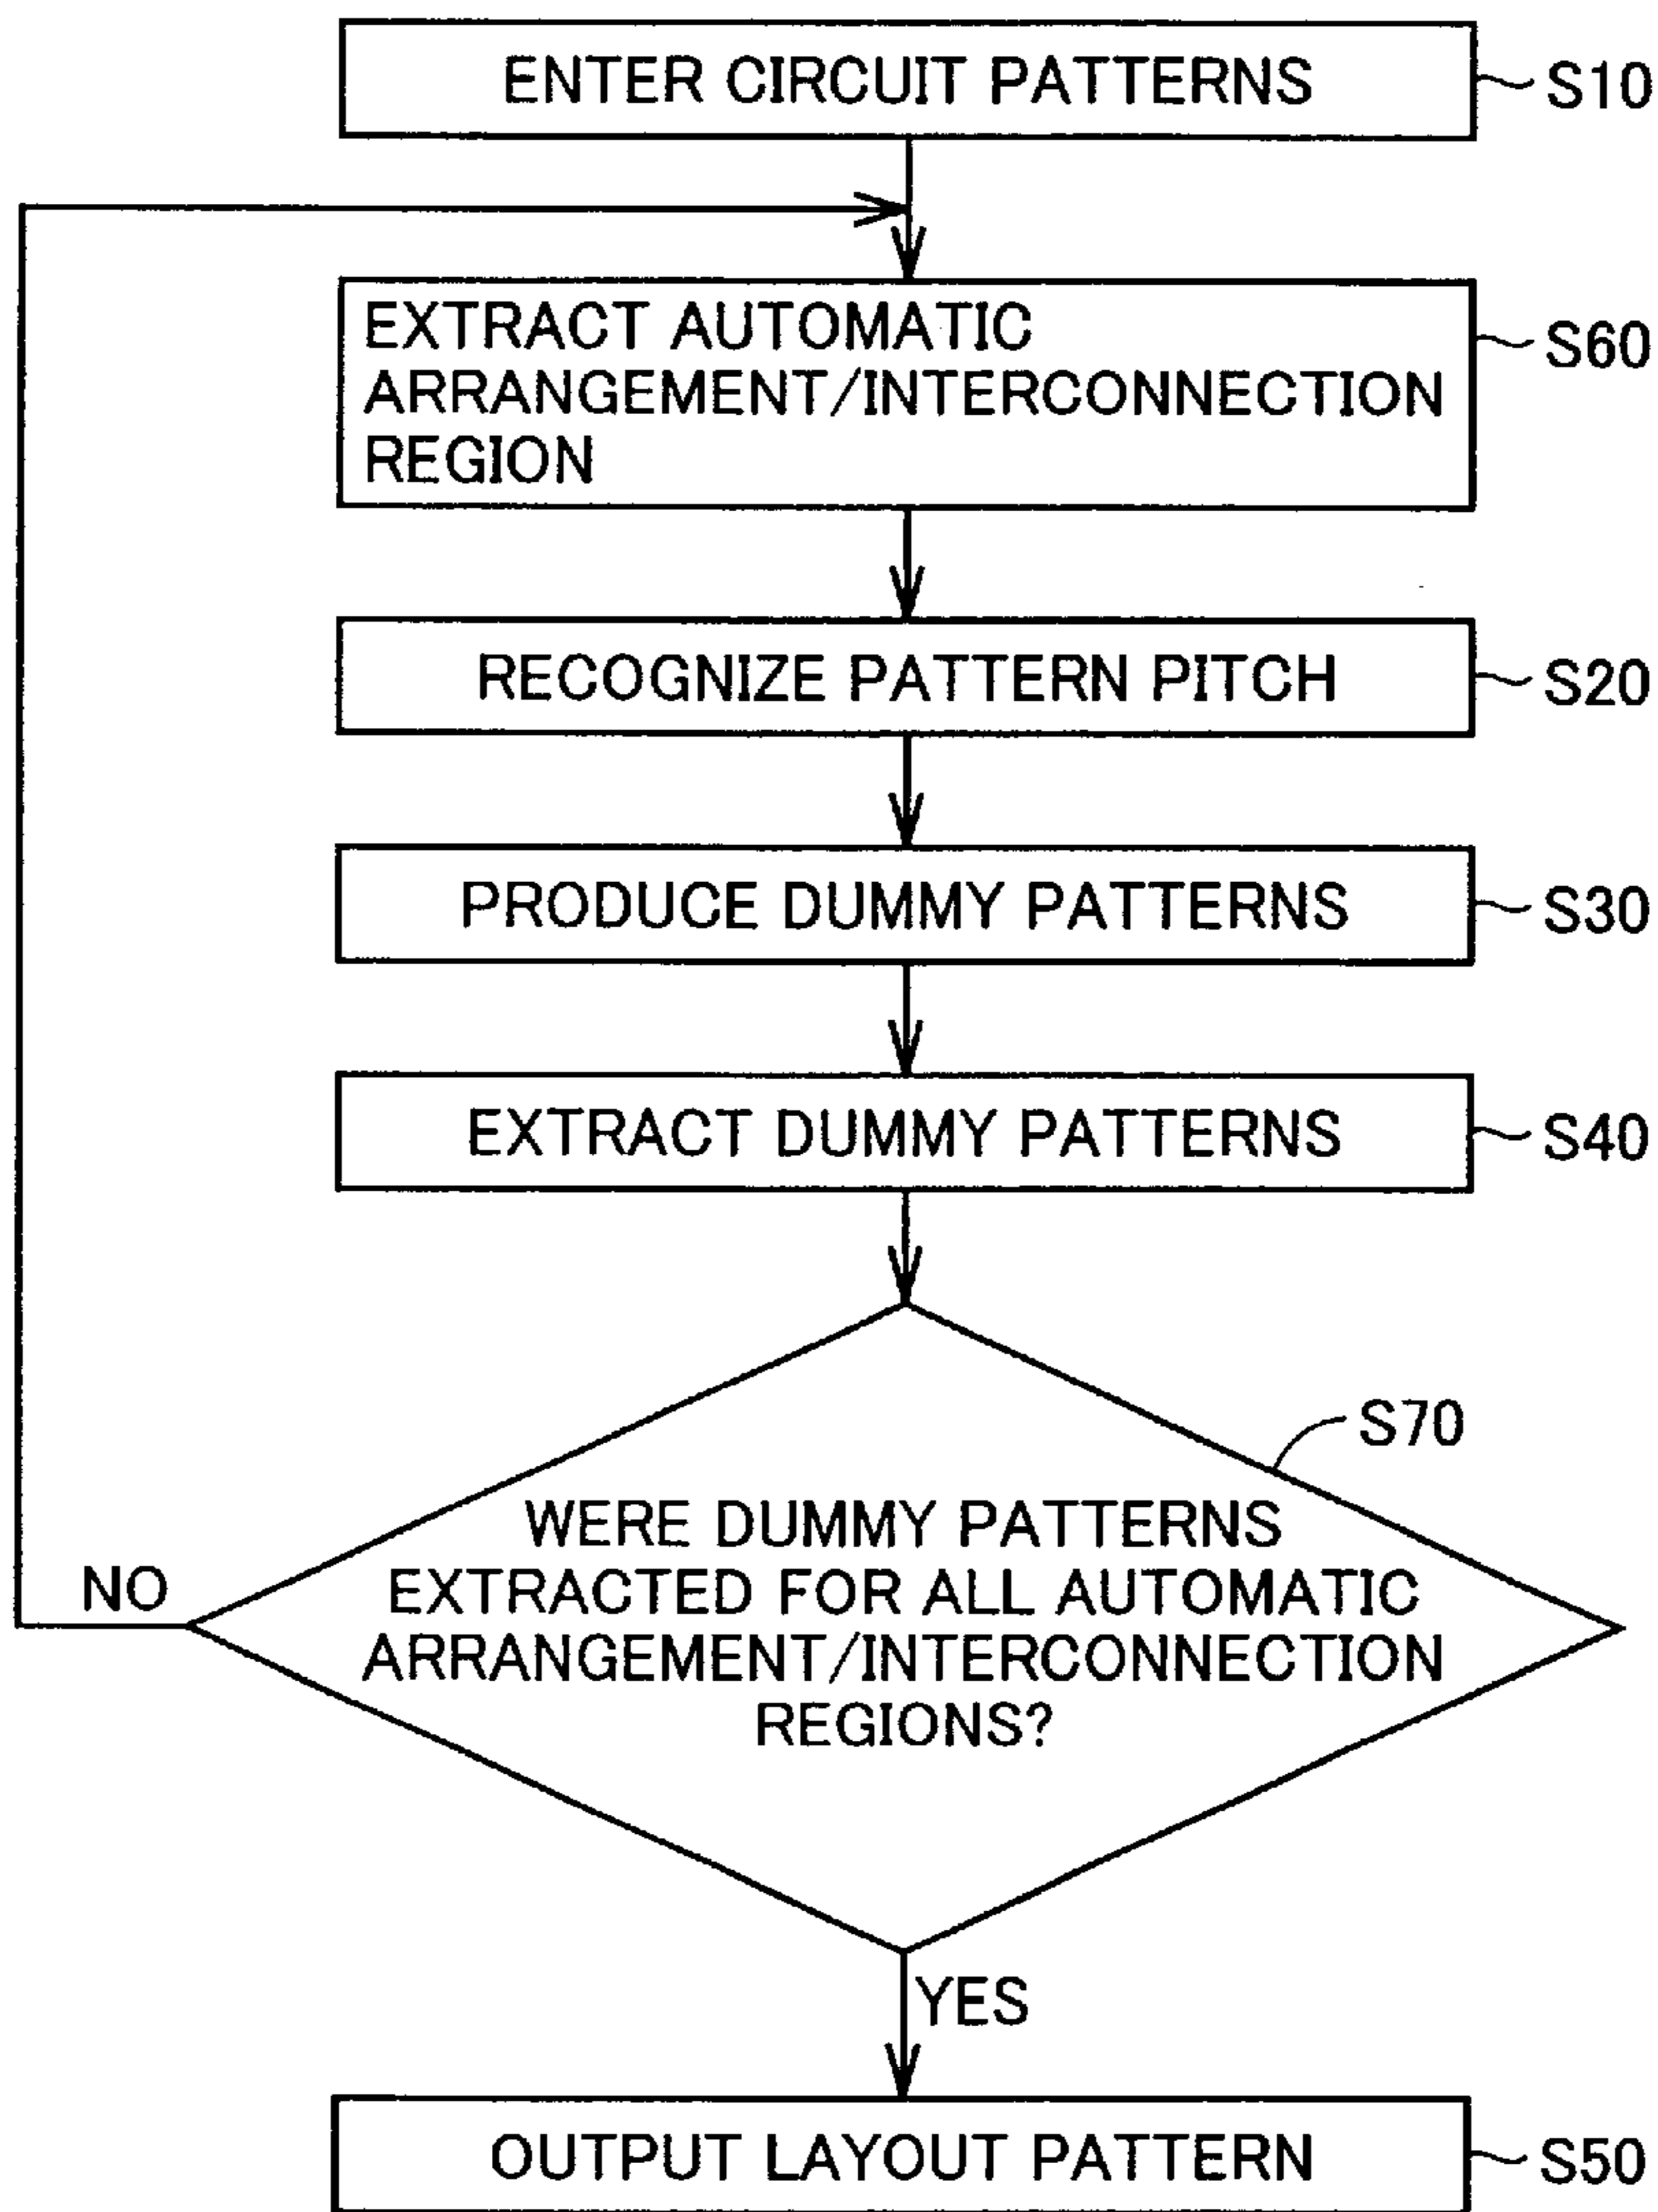 ENTER CIRCUIT PATTERNS
S10
EXTRACT AUTOMATIC
ARRANGEMENT/INTERCONNECTION
REGION
S60
RECOGNIZE PATTERN PITCH
S20
PRODUCE DUMMY PATTERNS
S30
EXTRACT DUMMY PATTERNS
S40
S70
WERE DUMMY PATTERNS
EXTRACTED FOR ALL AUTOMATIC
ARRANGEMENT/INTERCONNECTION
REGIONS?
NO
YES
OUTPUT LAYOUT PATTERN
S50